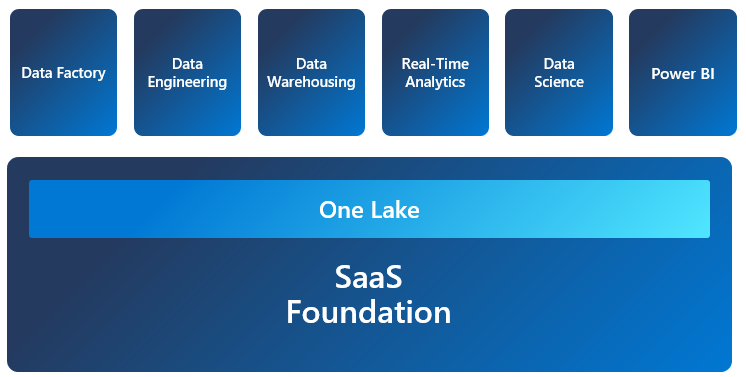 Data Factory
Data
Engineering
Data
Warehousing
Real-Time
Analytics
Data
Science
Power BI
One Lake
SaaS
Foundation